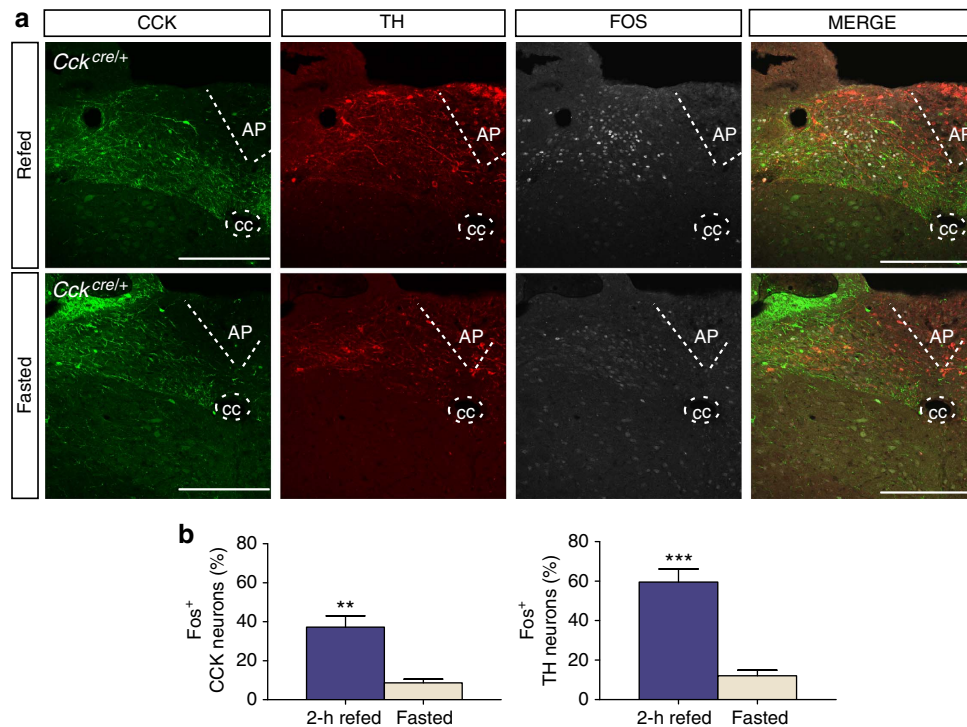 a
CCK
TH
FOS
MERGE
Refed
Cck cre/+
AP
cc
AP
cc
AP
cc
AP
cc
Fasted
Cck cre/+
AP
cc
AP
cc
AP
cc
AP
cc
b
Fos+
CCK neurons (%)
80
60
40
20
0
**
2-h refed
Fasted
Fos+
TH neurons (%)
80
60
40
20
0
***
2-h refed
Fasted